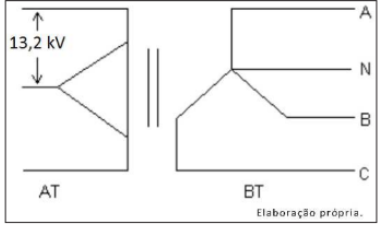 A
13,2 kV
N
B
C
AT
BT
Elaboração própria.